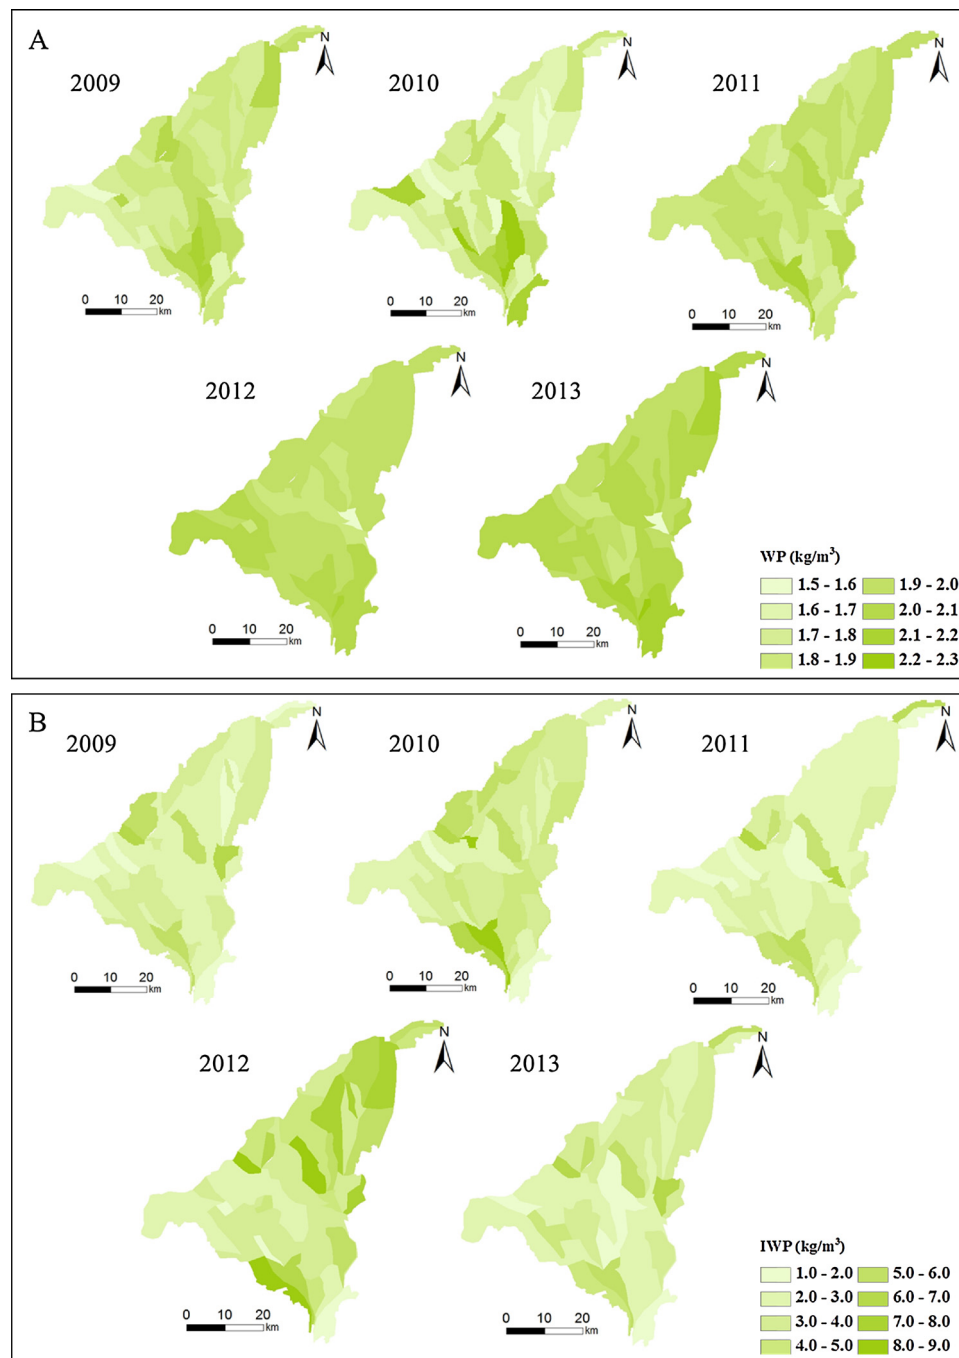 A
2009
N
0 10 20
km
2010
N
0 10 20
km
2011
N
0 10 20
km
2012
N
0 10 20
km
2013
N
0 10 20
km
WP (kg/m³)
1.5 - 1.6 1.9 - 2.0
1.6 - 1.7 2.0 - 2.1
1.7 - 1.8 2.1 - 2.2
1.8 - 1.9 2.2 - 2.3
B
2009
N
0 10 20
km
2010
N
0 10 20
km
2011
N
0 10 20
km
2012
N
0 10 20
km
2013
N
0 10 20
km
IWP (kg/m³)
1.0 - 2.0 5.0 - 6.0
2.0 - 3.0 6.0 - 7.0
3.0 - 4.0 7.0 - 8.0
4.0 - 5.0 8.0 - 9.0